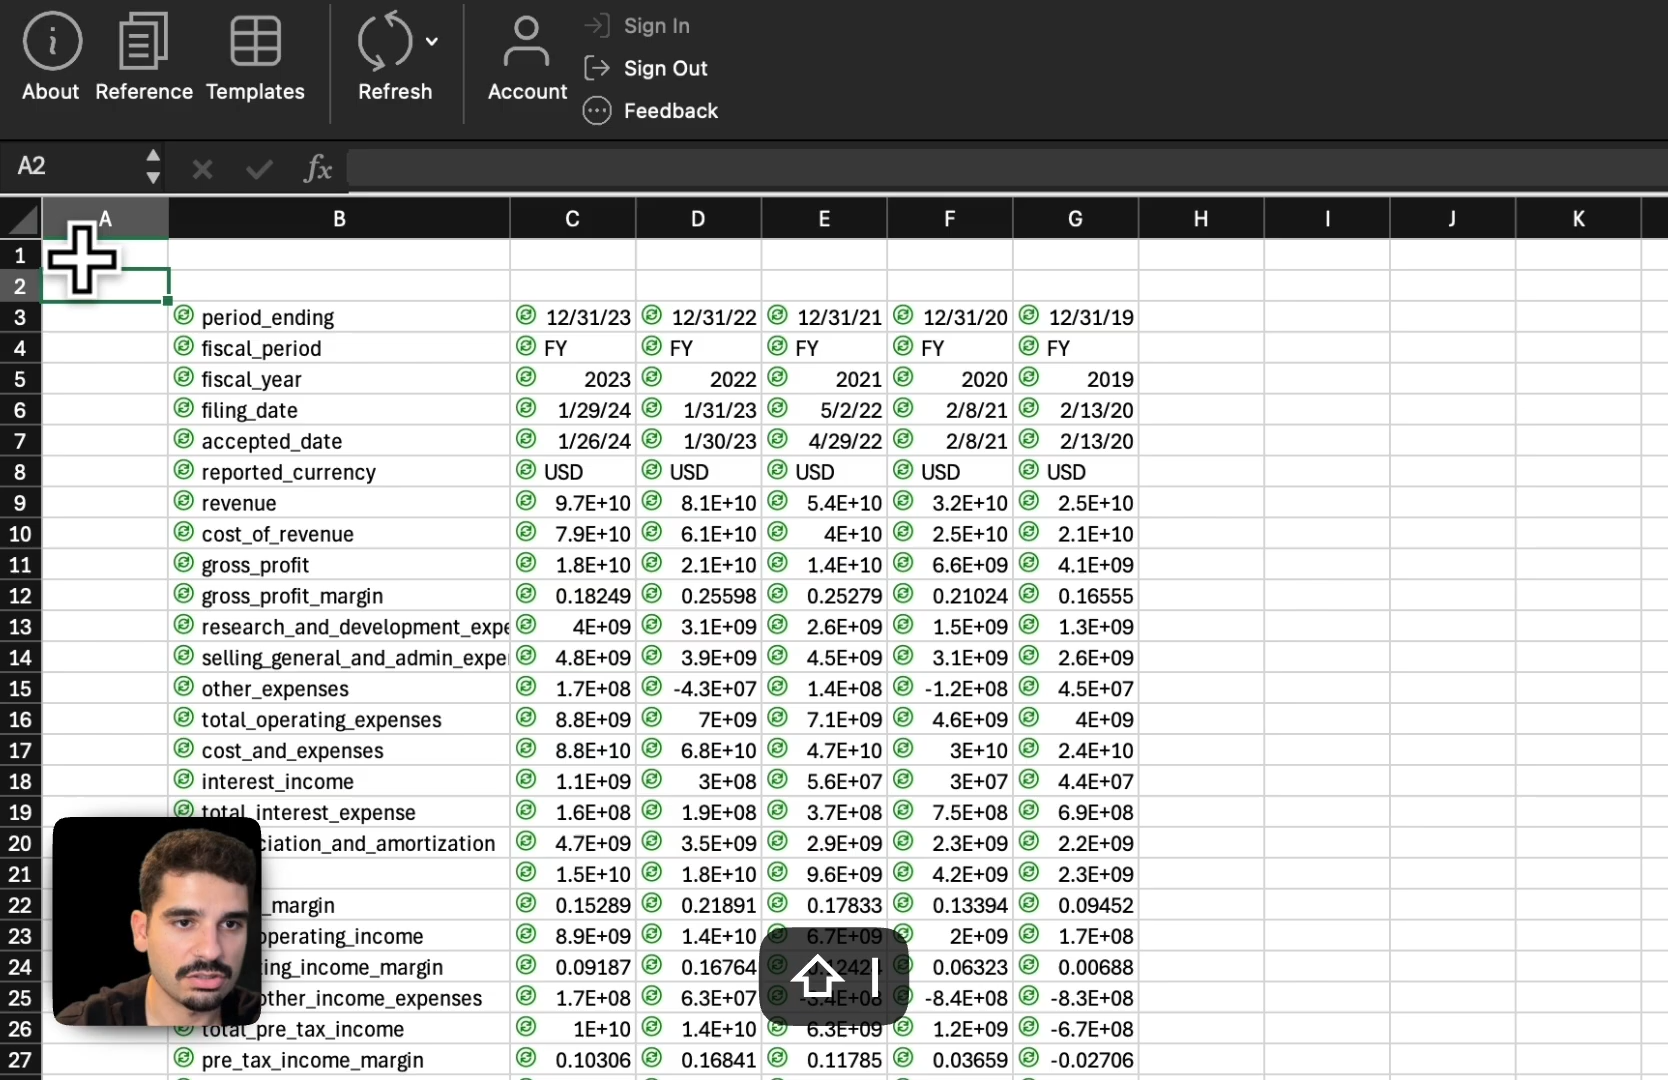 About Reference Templates Refresh Account Sign In
Sign Out
Feedback
A2 fx
A B C D E F G H I J K
1
2
3 period_ending 12/31/23 12/31/22 12/31/21 12/31/20 12/31/19
4 fiscal_period FY FY FY FY FY
5 fiscal_year 2023 2022 2021 2020 2019
6 filing_date 1/29/24 1/31/23 5/2/22 2/8/21 2/13/20
7 accepted_date 1/26/24 1/30/23 4/29/22 2/8/21 2/13/20
8 reported_currency USD USD USD USD USD
9 revenue 9.7E+10 8.1E+10 5.4E+10 3.2E+10 2.5E+10
10 cost_of_revenue 7.9E+10 6.1E+10 4E+10 2.5E+10 2.1E+10
11 gross_profit 1.8E+10 2.1E+10 1.4E+10 6.6E+09 4.1E+09
12 gross_profit_margin 0.18249 0.25598 0.25279 0.21024 0.16555
13 research_and_development_expe 4E+09 3.1E+09 2.6E+09 1.5E+09 1.3E+09
14 selling_general_and_admin_expe 4.8E+09 3.9E+09 4.5E+09 3.1E+09 2.6E+09
15 other_expenses 1.7E+08 -4.3E+07 1.4E+08 -1.2E+08 4.5E+07
16 total_operating_expenses 8.8E+09 7E+09 7.1E+09 4.6E+09 4E+09
17 cost_and_expenses 8.8E+10 6.8E+10 4.7E+10 3E+10 2.4E+10
18 interest_income 1.1E+09 3E+08 5.6E+07 3E+07 4.4E+07
19 total_interest_expense 1.6E+08 1.9E+08 3.7E+08 7.5E+08 6.9E+08
20 ciation_and_amortization 4.7E+09 3.5E+09 2.9E+09 2.3E+09 2.2E+09
21 1.5E+10 1.8E+10 9.6E+09 4.2E+09 2.3E+09
22 _margin 0.15289 0.21891 0.17833 0.13394 0.09452
23 operating_income 8.9E+09 1.4E+10 6.7E+09 2E+09 1.7E+08
24 ting_income_margin 0.09187 0.16764 0.06323 0.00688
25 other_income_expenses 1.7E+08 6.3E+07 -8.4E+08 -8.3E+08
26 total_pre_tax_income 1E+10 1.4E+10 6.3E+09 1.2E+09 -6.7E+08
27 pre_tax_income_margin 0.10306 0.16841 0.11785 0.03659 -0.02706